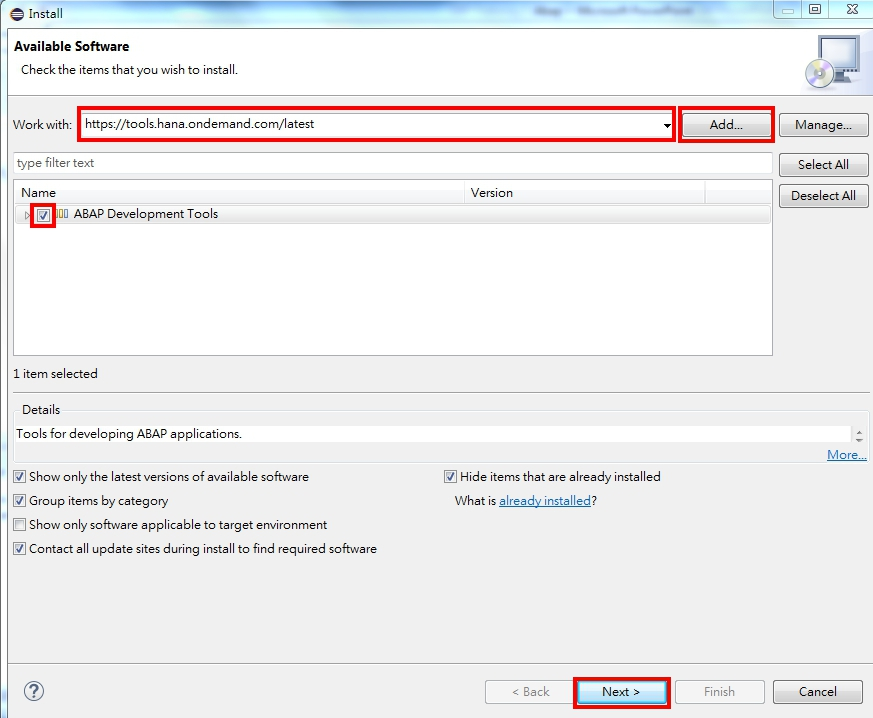 Install
Available Software
Check the items that you wish to install.
Work with: https://tools.hana.ondemand.com/latest Add... Manage...
type filter text Select All
Name Version Deselect All
ABAP Development Tools
1 item selected
Details
Tools for developing ABAP applications.
More...
Show only the latest versions of available software Hide items that are already installed
Group items by category What is already installed?
Show only software applicable to target environment
Contact all update sites during install to find required software
? < Back Next > Finish Cancel